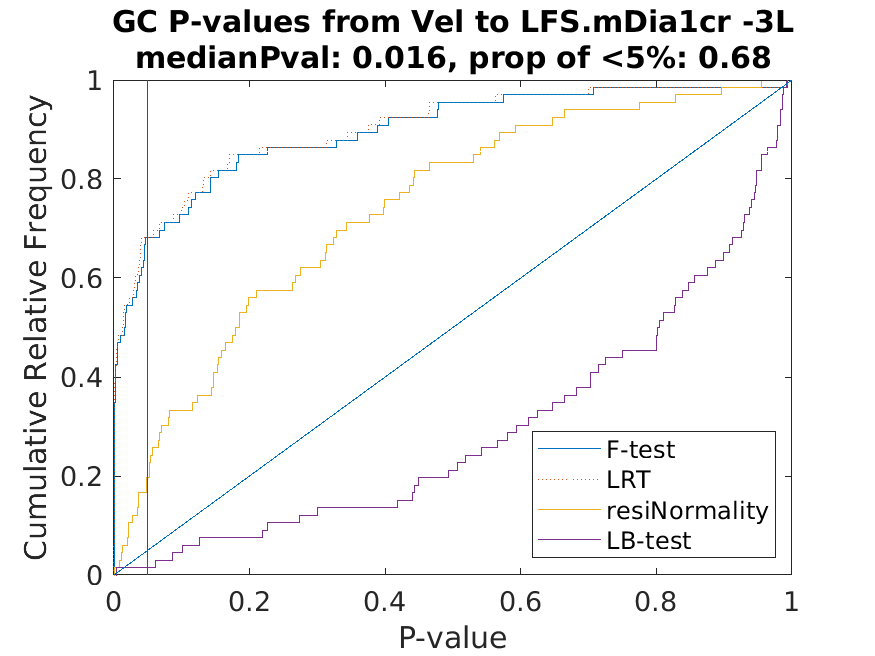 GC P-values from Vel to LFS.mDia1cr -3L
medianPval: 0.016, prop of <5%: 0.68
Cumulative Relative Frequency
1
0.8
0.6
0.4
0.2
0
0
0.2
0.4
0.6
0.8
1
P-value
F-test
LRT
resiNormality
LB-test